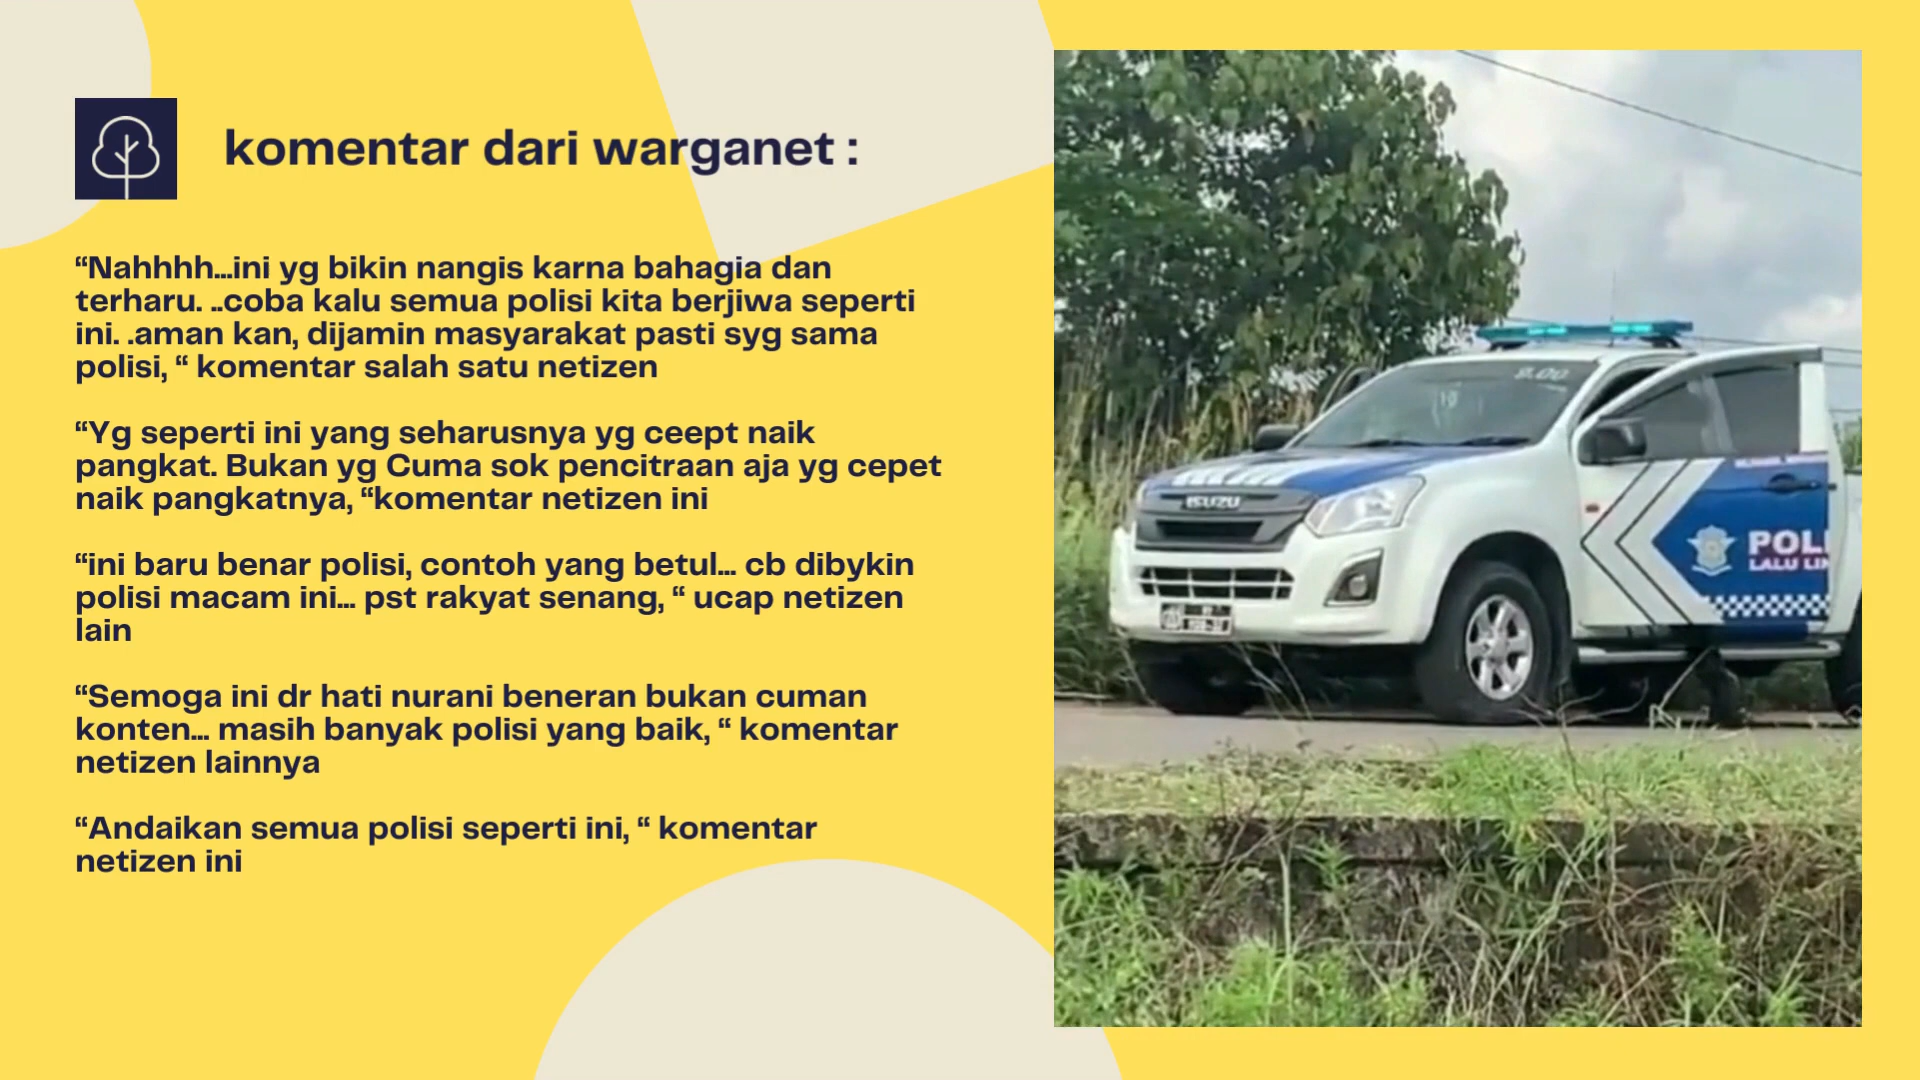 komentar dari warganet :
“Nahhhh...ini yg bikin nangis karna bahagia dan
terharu. ..coba kalu semua polisi kita berjiwa seperti
ini. .aman kan, dijamin masyarakat pasti syg sama
polisi, “ komentar salah satu netizen
“Yg seperti ini yang seharusnya yg ceept naik
pangkat. Bukan yg Cuma sok pencitraan aja yg cepet
naik pangkatnya, “komentar netizen ini
“ini baru benar polisi, contoh yang betul... cb dibykin
polisi macam ini... pst rakyat senang, “ ucap netizen
lain
“Semoga ini dr hati nurani beneran bukan cuman
konten... masih banyak polisi yang baik, “ komentar
netizen lainnya
“Andaikan semua polisi seperti ini, “ komentar
netizen ini
ISUZU
POLI
LALU LIN